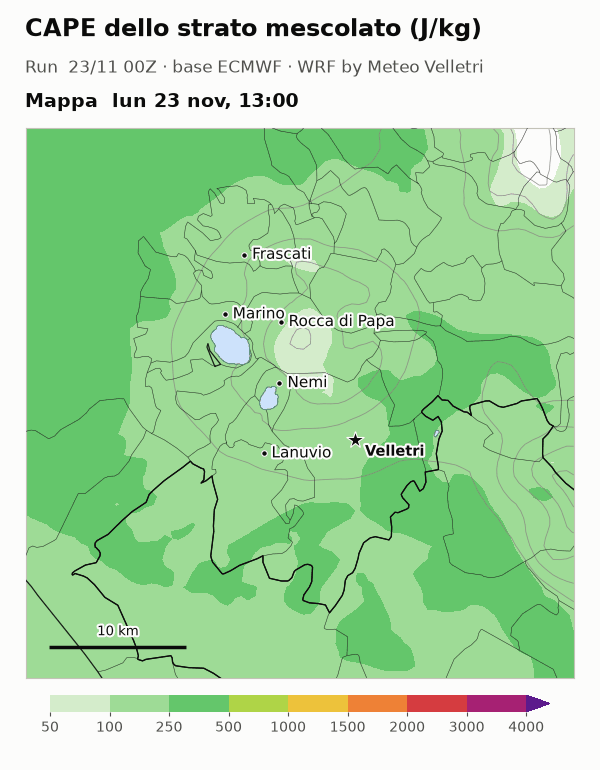 CAPE dello strato mescolato (J/kg)
Run  23/11 00Z · base ECMWF · WRF by Meteo Velletri
Mappa  lun 23 nov, 13:00
Frascati
Marino
Rocca di Papa
Nemi
Velletri
Lanuvio
10 km
50 100 250 500 1000 1500 2000 3000 4000